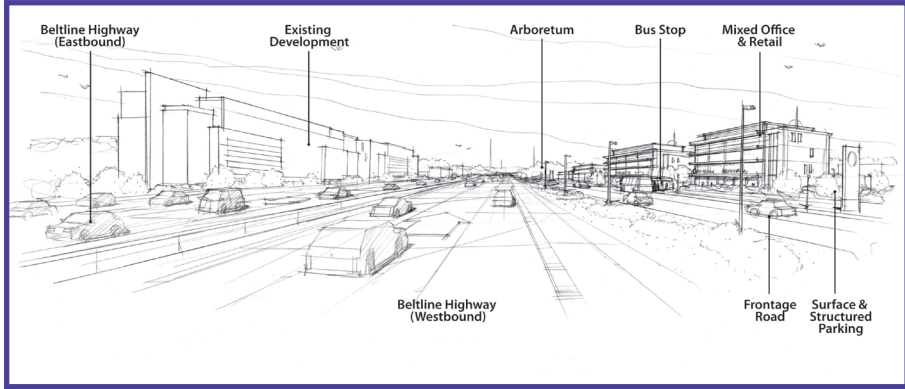 Beltline Highway
(Eastbound)
Existing
Development
Arboretum
Bus Stop
Mixed Office
& Retail
Beltline Highway
(Westbound)
Frontage
Road
Surface &
Structured
Parking